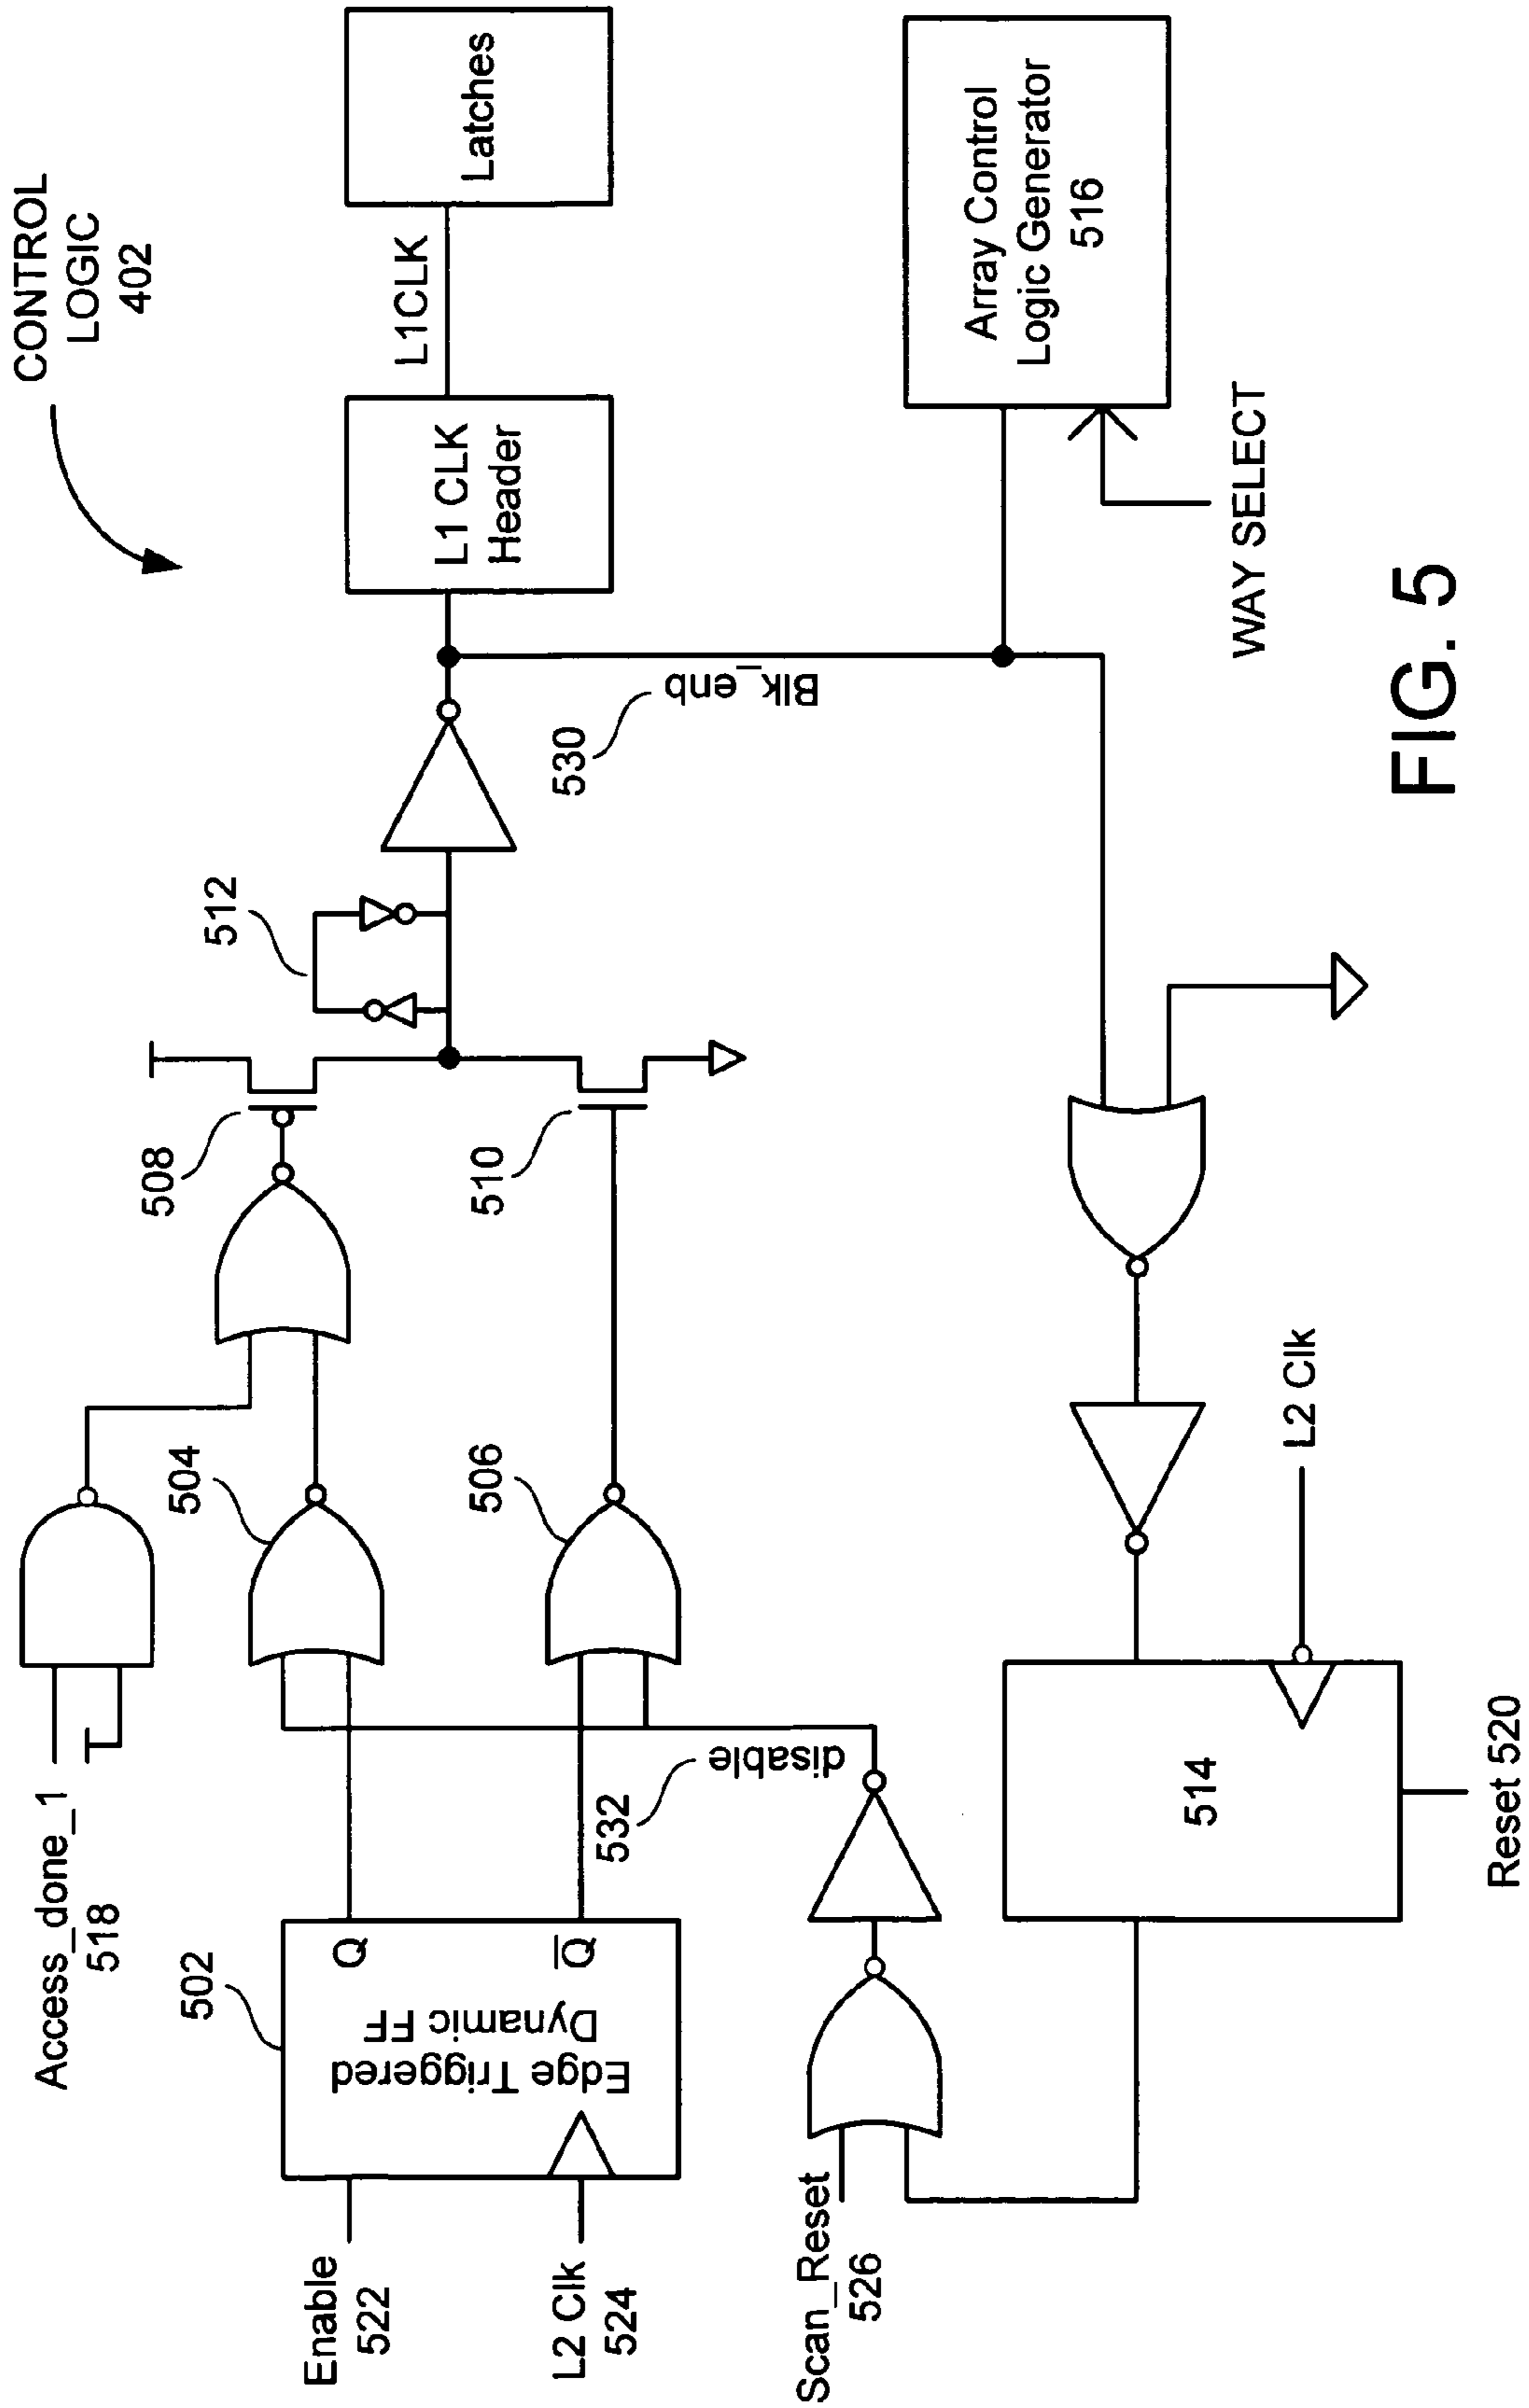 CONTROL
LOGIC
402
Access_done_1
518
502
Q
Q
Edge Triggered
Dynamic FF
Enable
522
L2 Clk
524
504
506
532
disable
508
510
512
530
Blk_enb
L1 CLK
Header
L1CLK
Latches
Array Control
Logic Generator
516
WAY SELECT
Scan_Reset
526
514
L2 Clk
Reset 520
FIG. 5